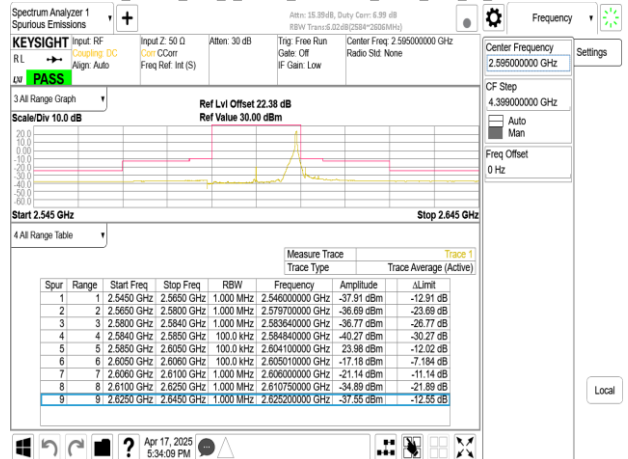 Spectrum Analyzer 1
Spurious Emissions
Attn: 15.39dB, Duty Corr: 6.99 dB
RBW Trans:6.02dB(2584~2606MHz)
Frequency
KEYSIGHT
Input: RF
Coupling: DC
Align: Auto
Input Z: 50 Ω
Corr CCorr
Freq Ref: Int (S)
Atten: 30 dB
Trig: Free Run
Gate: Off
IF Gain: Low
Center Freq: 2.595000000 GHz
Radio Std: None
RL
LXI
PASS
Center Frequency
2.595000000 GHz
Settings
CF Step
4.399000000 GHz
Auto
Man
Freq Offset
0 Hz
3 All Range Graph
Scale/Div 10.0 dB
Ref Lvl Offset 22.38 dB
Ref Value 30.00 dBm
20.0
10.0
0.00
-10.0
-20.0
-30.0
-40.0
-50.0
-60.0
Start 2.545 GHz
Stop 2.645 GHz
4 All Range Table
Measure Trace Trace 1
Trace Type Trace Average (Active)
Spur Range Start Freq Stop Freq RBW Frequency Amplitude ΔLimit
1 1 2.5450 GHz 2.5650 GHz 1.000 MHz 2.546000000 GHz -37.91 dBm -12.91 dB
2 2 2.5650 GHz 2.5800 GHz 1.000 MHz 2.579700000 GHz -36.69 dBm -23.69 dB
3 3 2.5800 GHz 2.5840 GHz 1.000 MHz 2.583640000 GHz -36.77 dBm -26.77 dB
4 4 2.5840 GHz 2.5850 GHz 100.0 kHz 2.584840000 GHz -40.27 dBm -30.27 dB
5 5 2.5850 GHz 2.6050 GHz 100.0 kHz 2.604100000 GHz 23.98 dBm -12.02 dB
6 6 2.6050 GHz 2.6060 GHz 100.0 kHz 2.605010000 GHz -17.18 dBm -7.184 dB
7 7 2.6060 GHz 2.6100 GHz 1.000 MHz 2.606000000 GHz -21.14 dBm -11.14 dB
8 8 2.6100 GHz 2.6250 GHz 1.000 MHz 2.610750000 GHz -34.89 dBm -21.89 dB
9 9 2.6250 GHz 2.6450 GHz 1.000 MHz 2.625200000 GHz -37.55 dBm -12.55 dB
Local
?
Apr 17, 2025
5:34:09 PM